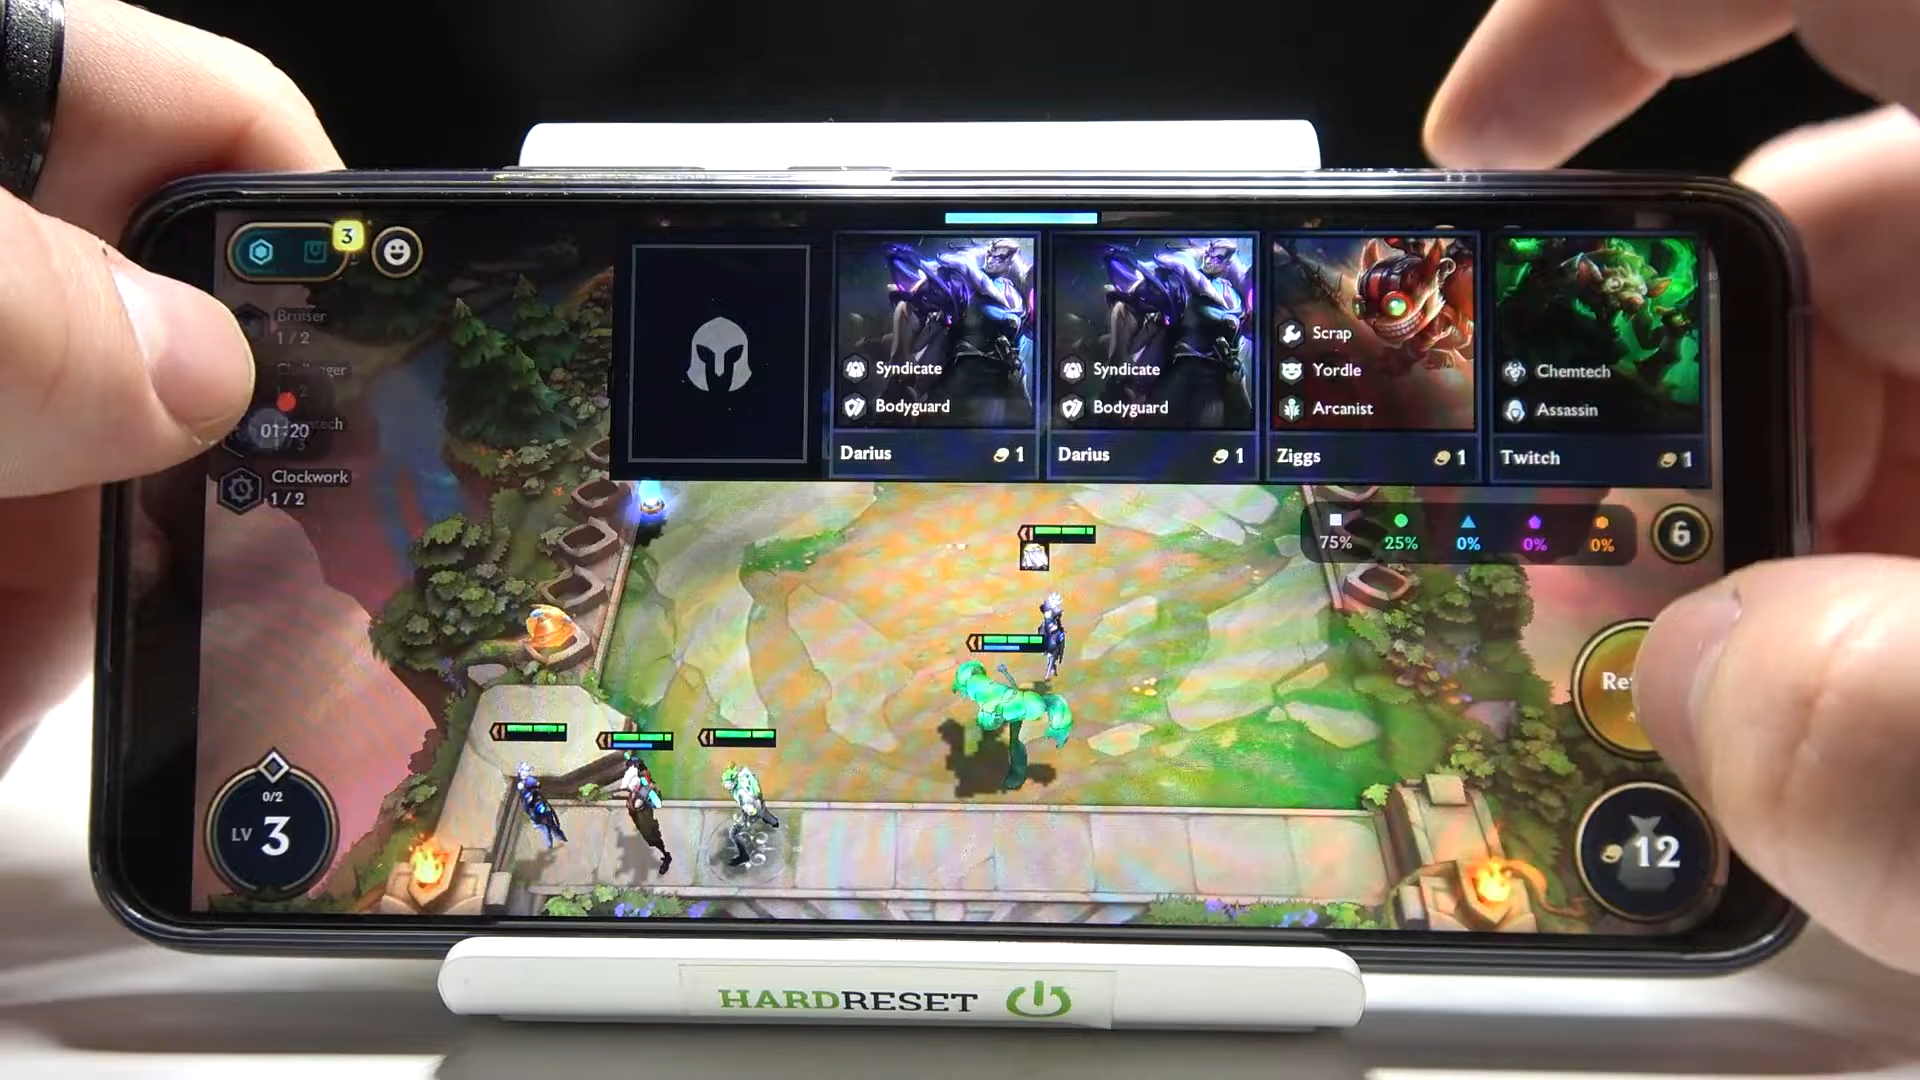 3
Bruiser
1 / 2
01:20
Clockwork
1 / 2
Syndicate
Bodyguard
Darius 1
Syndicate
Bodyguard
Darius 1
Scrap
Yordle
Arcanist
Ziggs 1
Chemtech
Assassin
Twitch 1
75% 25% 0% 0% 0%
Re
0/2
LV 3
12
HARDRESET